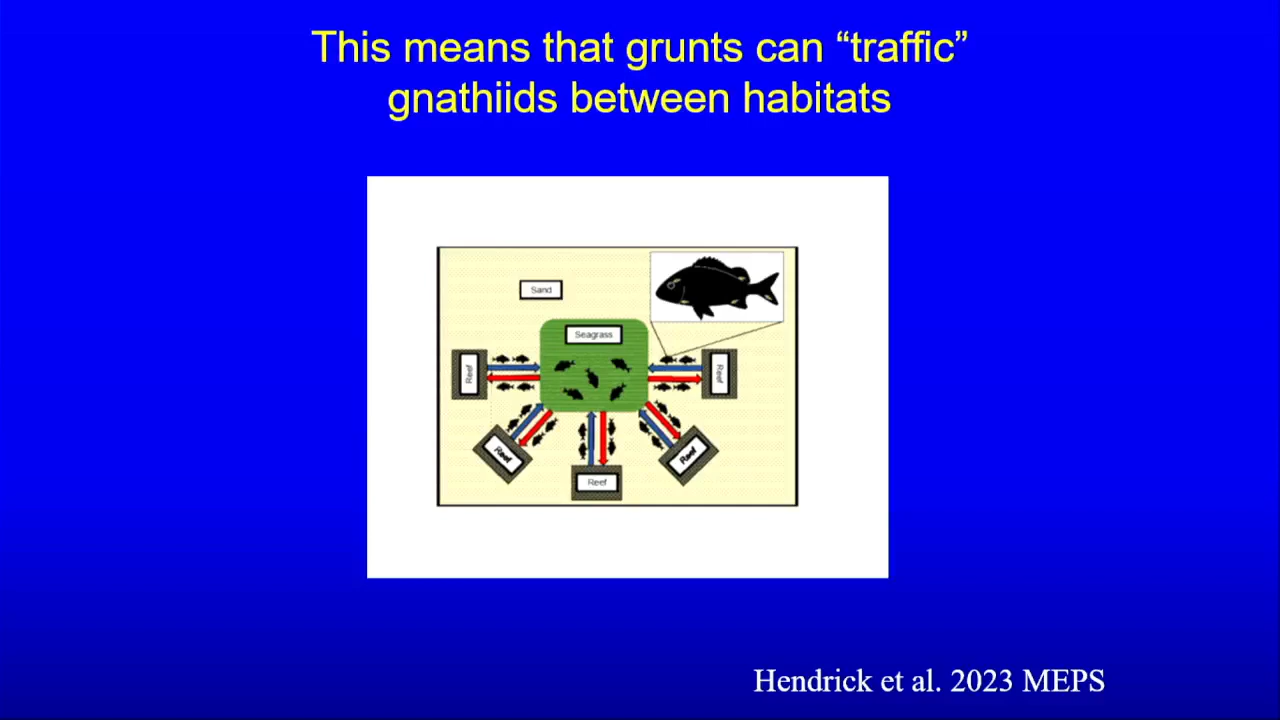 This means that grunts can “traffic”
gnathiids between habitats
Sand
Seagrass
Reef
Reef
Reef
Reef
Reef
Hendrick et al. 2023 MEPS